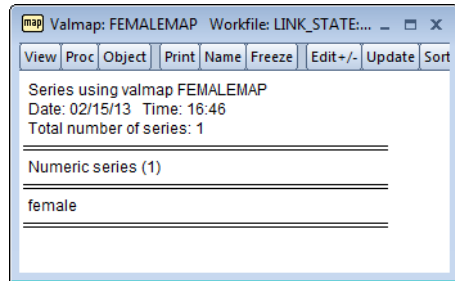 map Valmap: FEMALEMAP Workfile: LINK_STATE:...
View Proc Object Print Name Freeze Edit+/- Update Sort
Series using valmap FEMALEMAP
Date: 02/15/13 Time: 16:46
Total number of series: 1
Numeric series (1)
female